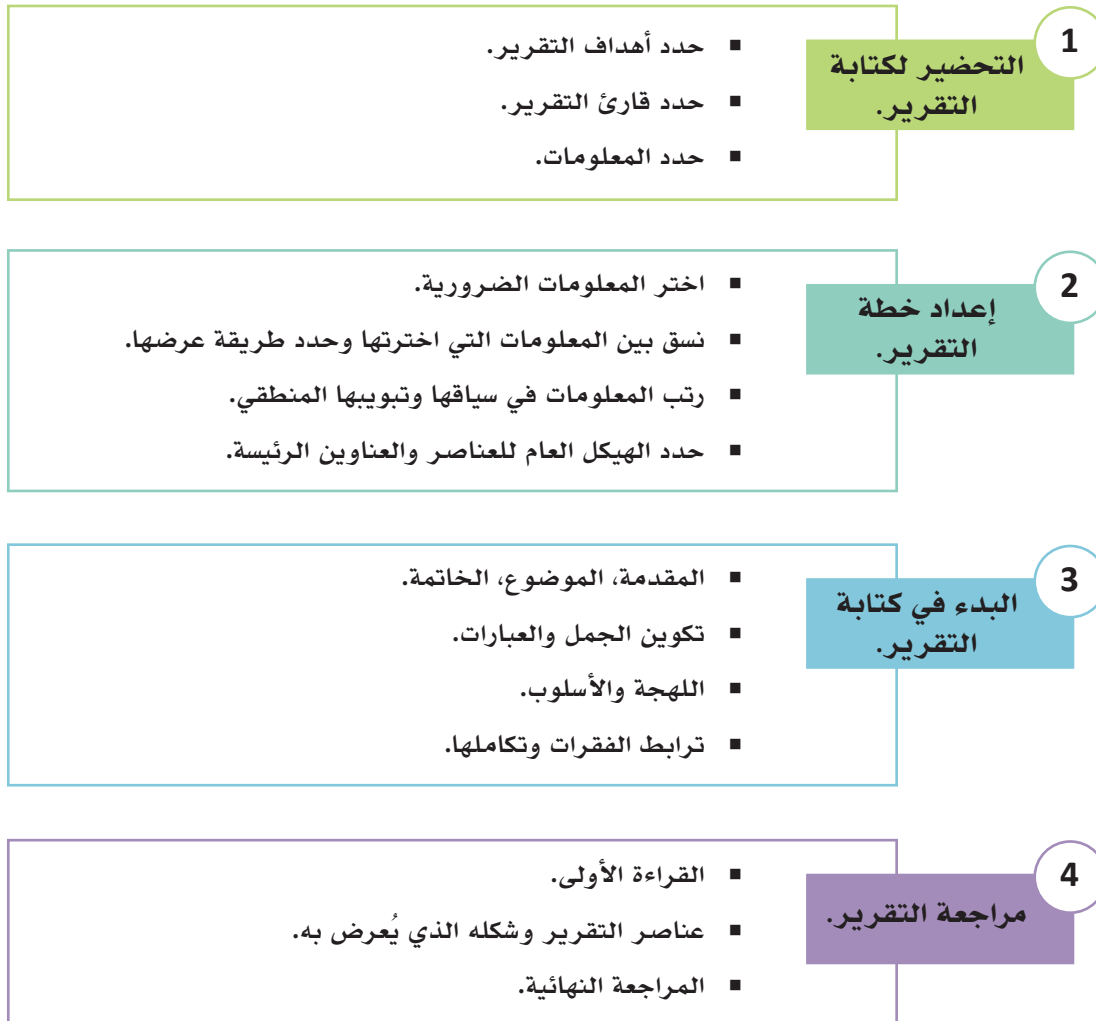 1
التحضير لكتابة
التقرير.
▪ حدد أهداف التقرير.
▪ حدد قارئ التقرير.
▪ حدد المعلومات.
2
إعداد خطة
التقرير.
▪ اختر المعلومات الضرورية.
▪ نسق بين المعلومات التي اخترتها وحدد طريقة عرضها.
▪ رتب المعلومات في سياقها وتبويبها المنطقي.
▪ حدد الهيكل العام للعناصر والعناوين الرئيسة.
3
البدء في كتابة
التقرير.
▪ المقدمة، الموضوع، الخاتمة.
▪ تكوين الجمل والعبارات.
▪ اللهجة والأسلوب.
▪ ترابط الفقرات وتكاملها.
4
مراجعة التقرير.
▪ القراءة الأولى.
▪ عناصر التقرير وشكله الذي يُعرض به.
▪ المراجعة النهائية.